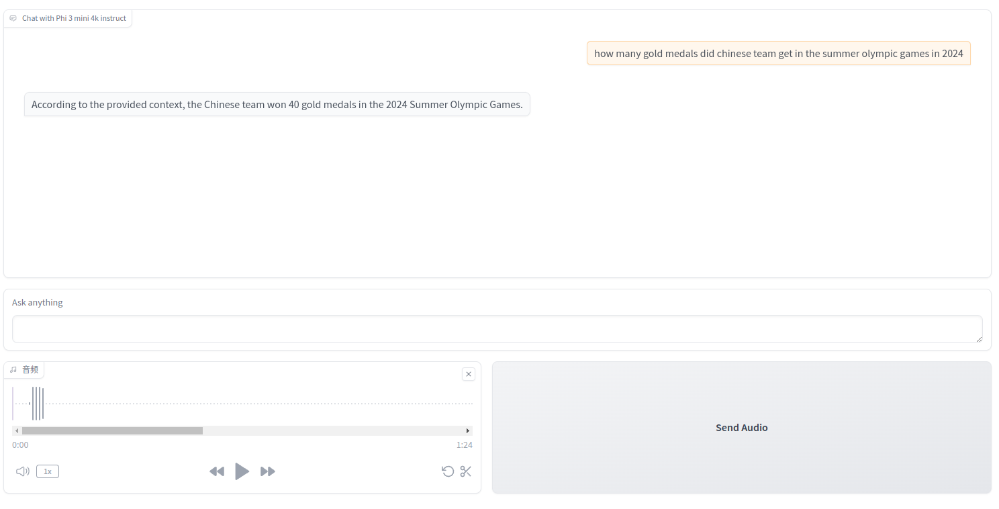 Chat with Phi 3 mini 4k instruct
how many gold medals did chinese team get in the summer olympic games in 2024
According to the provided context, the Chinese team won 40 gold medals in the 2024 Summer Olympic Games.
Ask anything
音频
0:00
1:24
1x
Send Audio